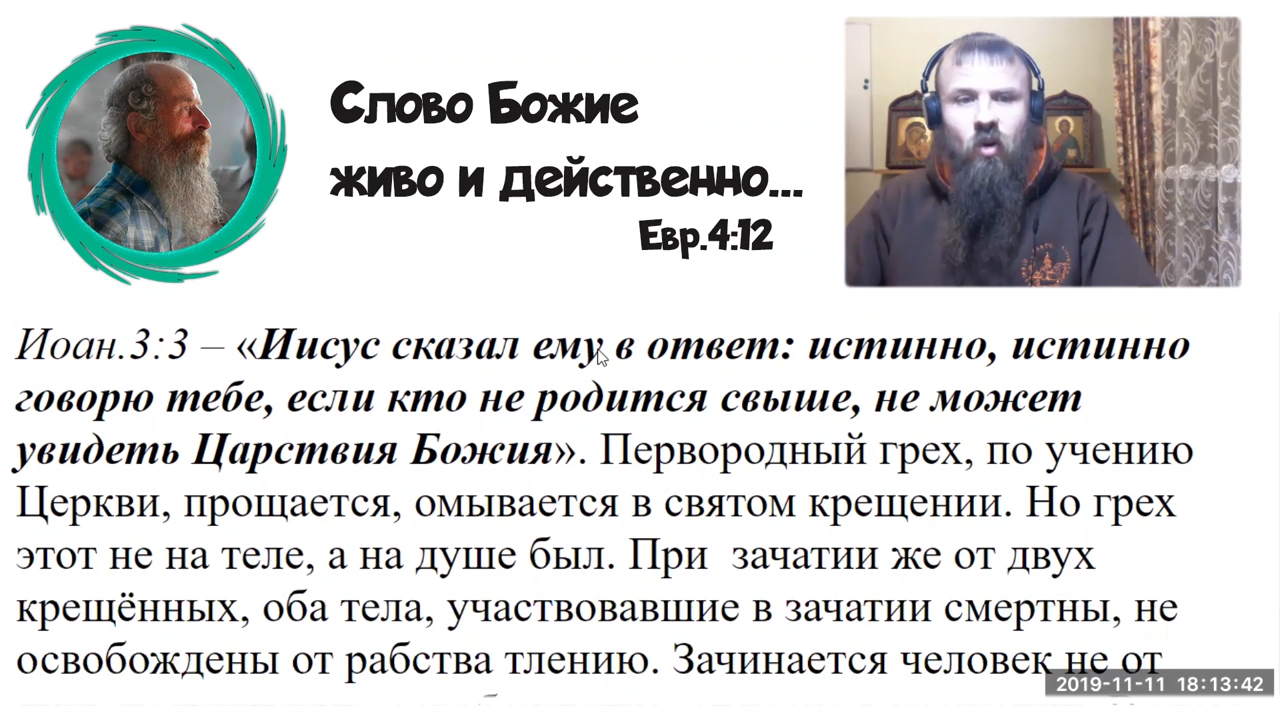 Слово Божие
живо и действенно...
Евр.4:12
Иоан.3:3 – «Иисус сказал ему в ответ: истинно, истинно
говорю тебе, если кто не родится свыше, не может
увидеть Царствия Божия». Первородный грех, по учению
Церкви, прощается, омывается в святом крещении. Но грех
этот не на теле, а на душе был. При  зачатии же от двух
крещённых, оба тела, участвовавшие в зачатии смертны, не
освобождены от рабства тлению. Зачинается человек не от
2019-11-11 18:13:42